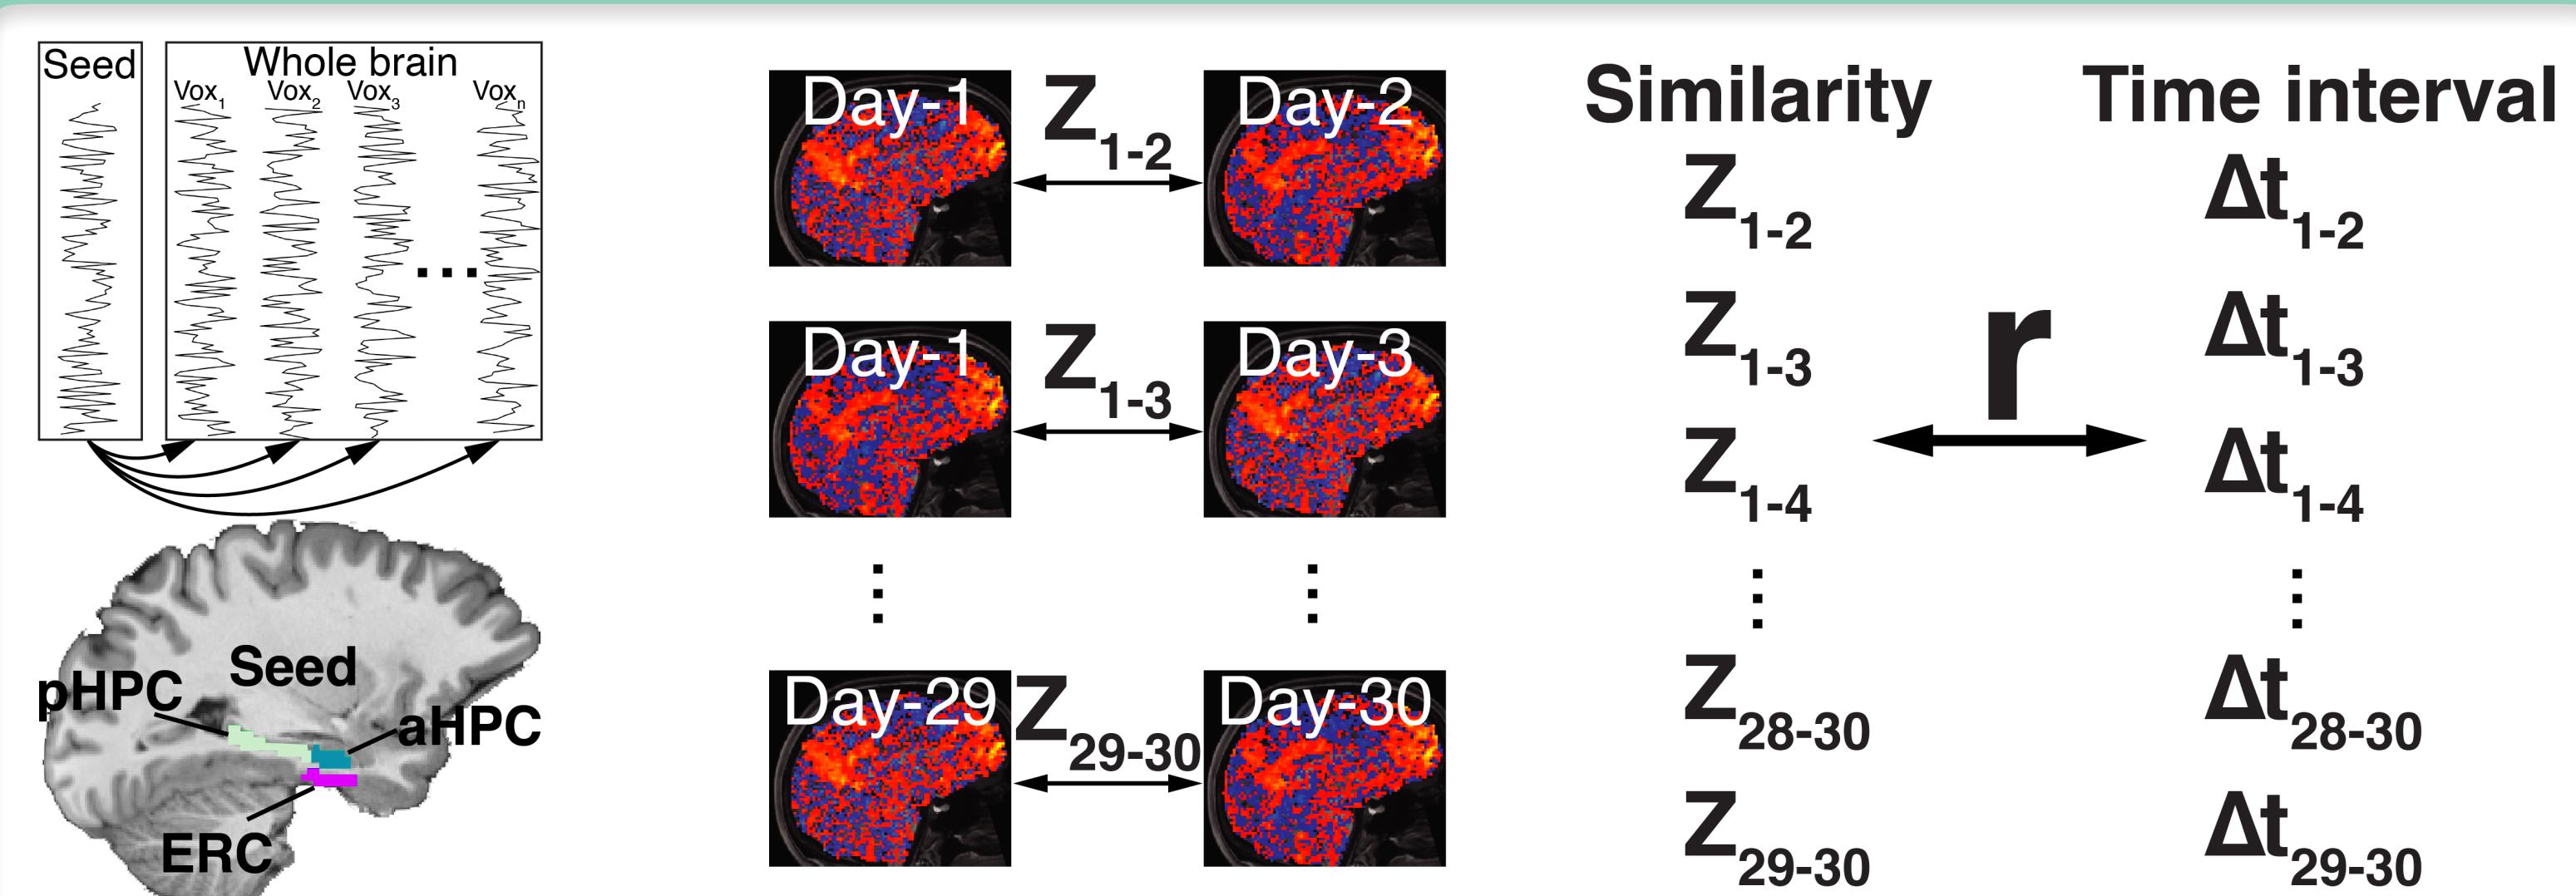 Seed
Whole brain
Vox1 Vox2 Vox3 Voxn
...
pHPC
Seed
aHPC
ERC
Day-1 Z1-2 Day-2
Day-1 Z1-3 Day-3
Day-29 Z29-30 Day-30
Similarity Time interval
Z1-2 Δt1-2
Z1-3 Δt1-3
r
Z1-4 Δt1-4
Z28-30 Δt28-30
Z29-30 Δt29-30